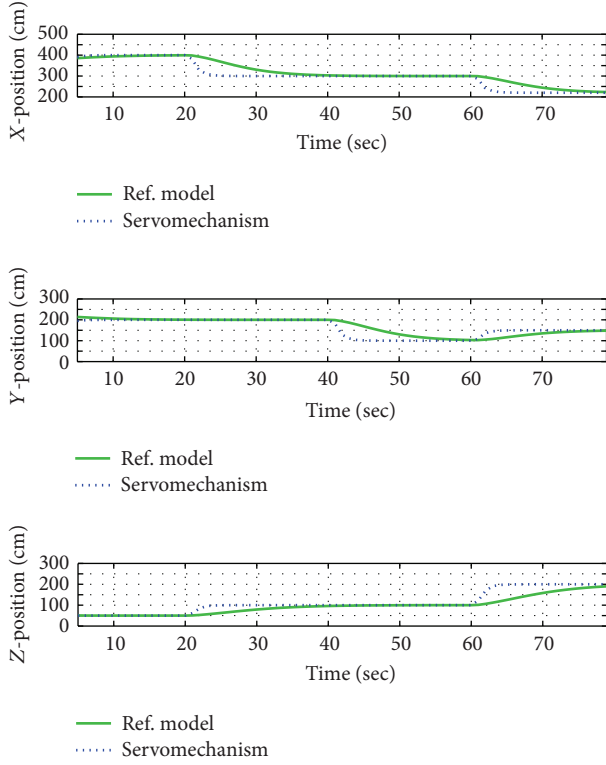 X-position (cm)
500
400
300
200
10 20 30 40 50 60 70
Time (sec)
Ref. model
Servomechanism
Y-position (cm)
300
200
100
0
10 20 30 40 50 60 70
Time (sec)
Ref. model
Servomechanism
Z-position (cm)
300
200
100
0
10 20 30 40 50 60 70
Time (sec)
Ref. model
Servomechanism